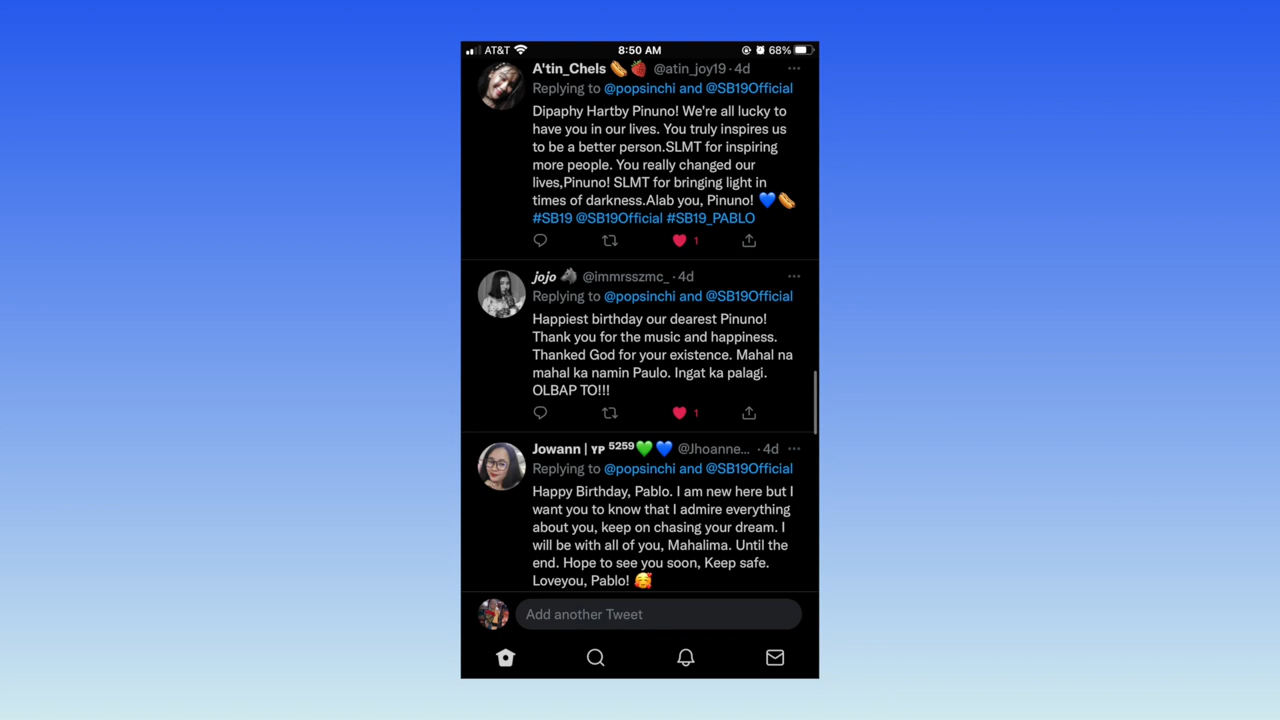 AT&T 8:50 AM 68%
A'tin_Chels 🌭🍓 @atin_joy19 · 4d
Replying to @popsinchi and @SB19Official
Dipaphy Hartby Pinuno! We're all lucky to
have you in our lives. You truly inspires us
to be a better person.SLMT for inspiring
more people. You really changed our
lives,Pinuno! SLMT for bringing light in
times of darkness.Alab you, Pinuno! 💙🌭
#SB19 @SB19Official #SB19_PABLO
1
jojo 🐴 @immrsszmc_ · 4d
Replying to @popsinchi and @SB19Official
Happiest birthday our dearest Pinuno!
Thank you for the music and happiness.
Thanked God for your existence. Mahal na
mahal ka namin Paulo. Ingat ka palagi.
OLBAP TO!!!
1
Jowann | ʏᴘ ⁵²⁵⁹💚💙 @Jhoanne... · 4d
Replying to @popsinchi and @SB19Official
Happy Birthday, Pablo. I am new here but I
want you to know that I admire everything
about you, keep on chasing your dream. I
will be with all of you, Mahalima. Until the
end. Hope to see you soon, Keep safe.
Loveyou, Pablo! 🥰
Add another Tweet